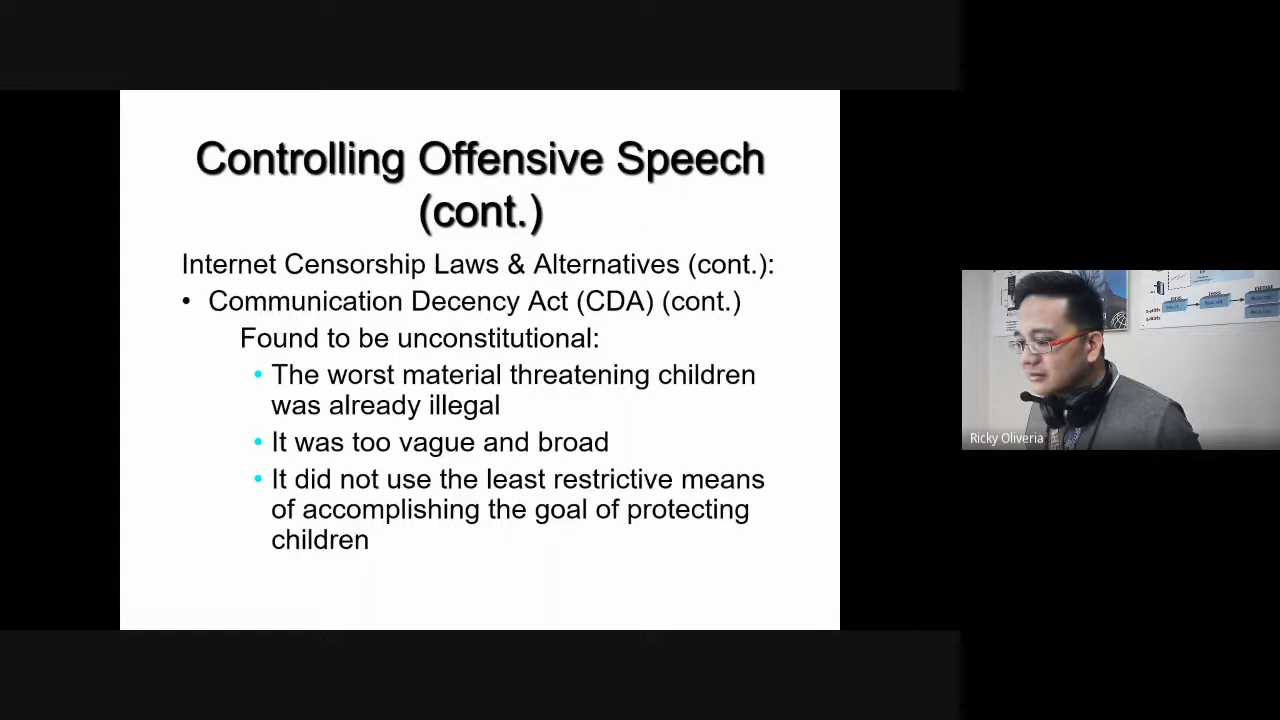 Controlling Offensive Speech
(cont.)
Internet Censorship Laws & Alternatives (cont.):
• Communication Decency Act (CDA) (cont.)
Found to be unconstitutional:
• The worst material threatening children
was already illegal
• It was too vague and broad
• It did not use the least restrictive means
of accomplishing the goal of protecting
children
Ricky Oliveria